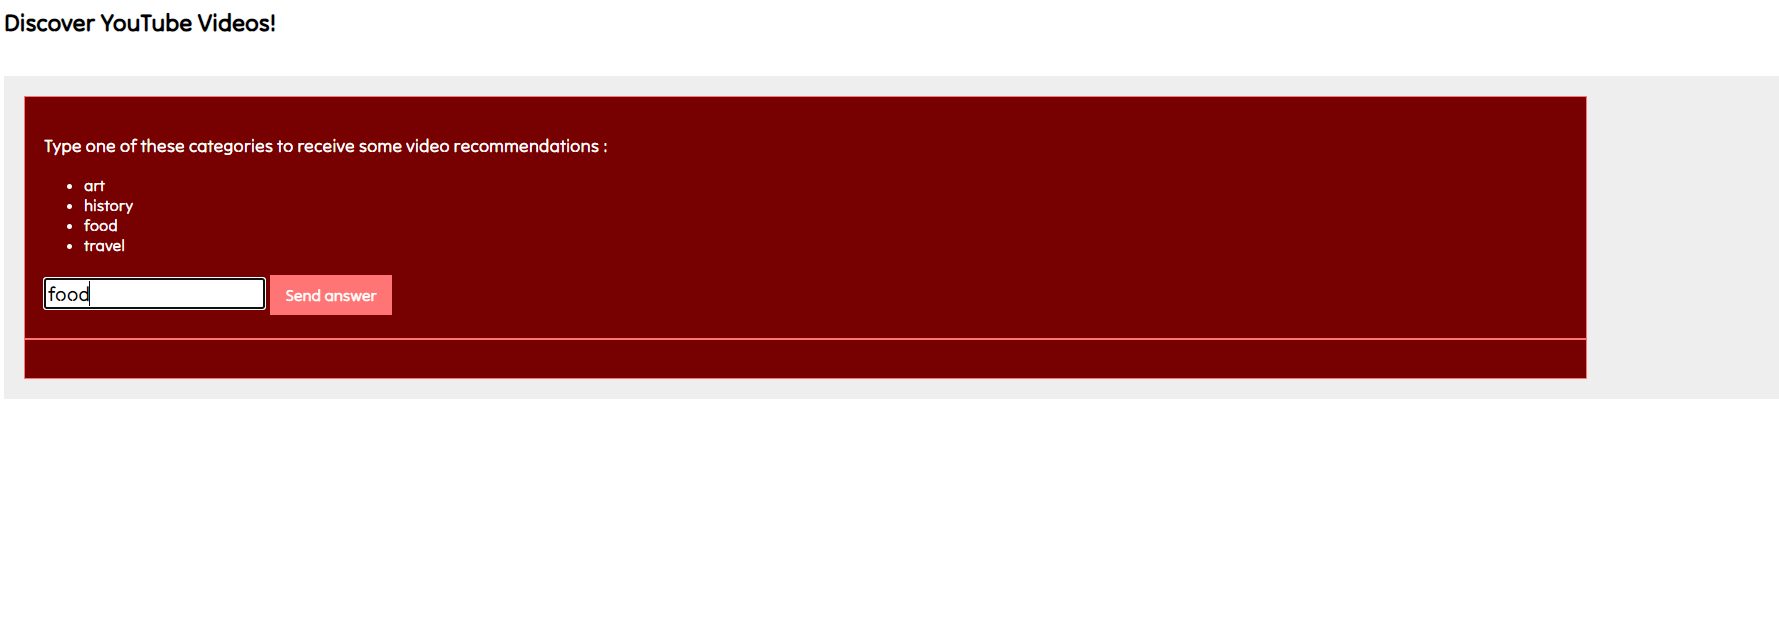 Discover YouTube Videos!
Type one of these categories to receive some video recommendations :
art
history
food
travel
food Send answer